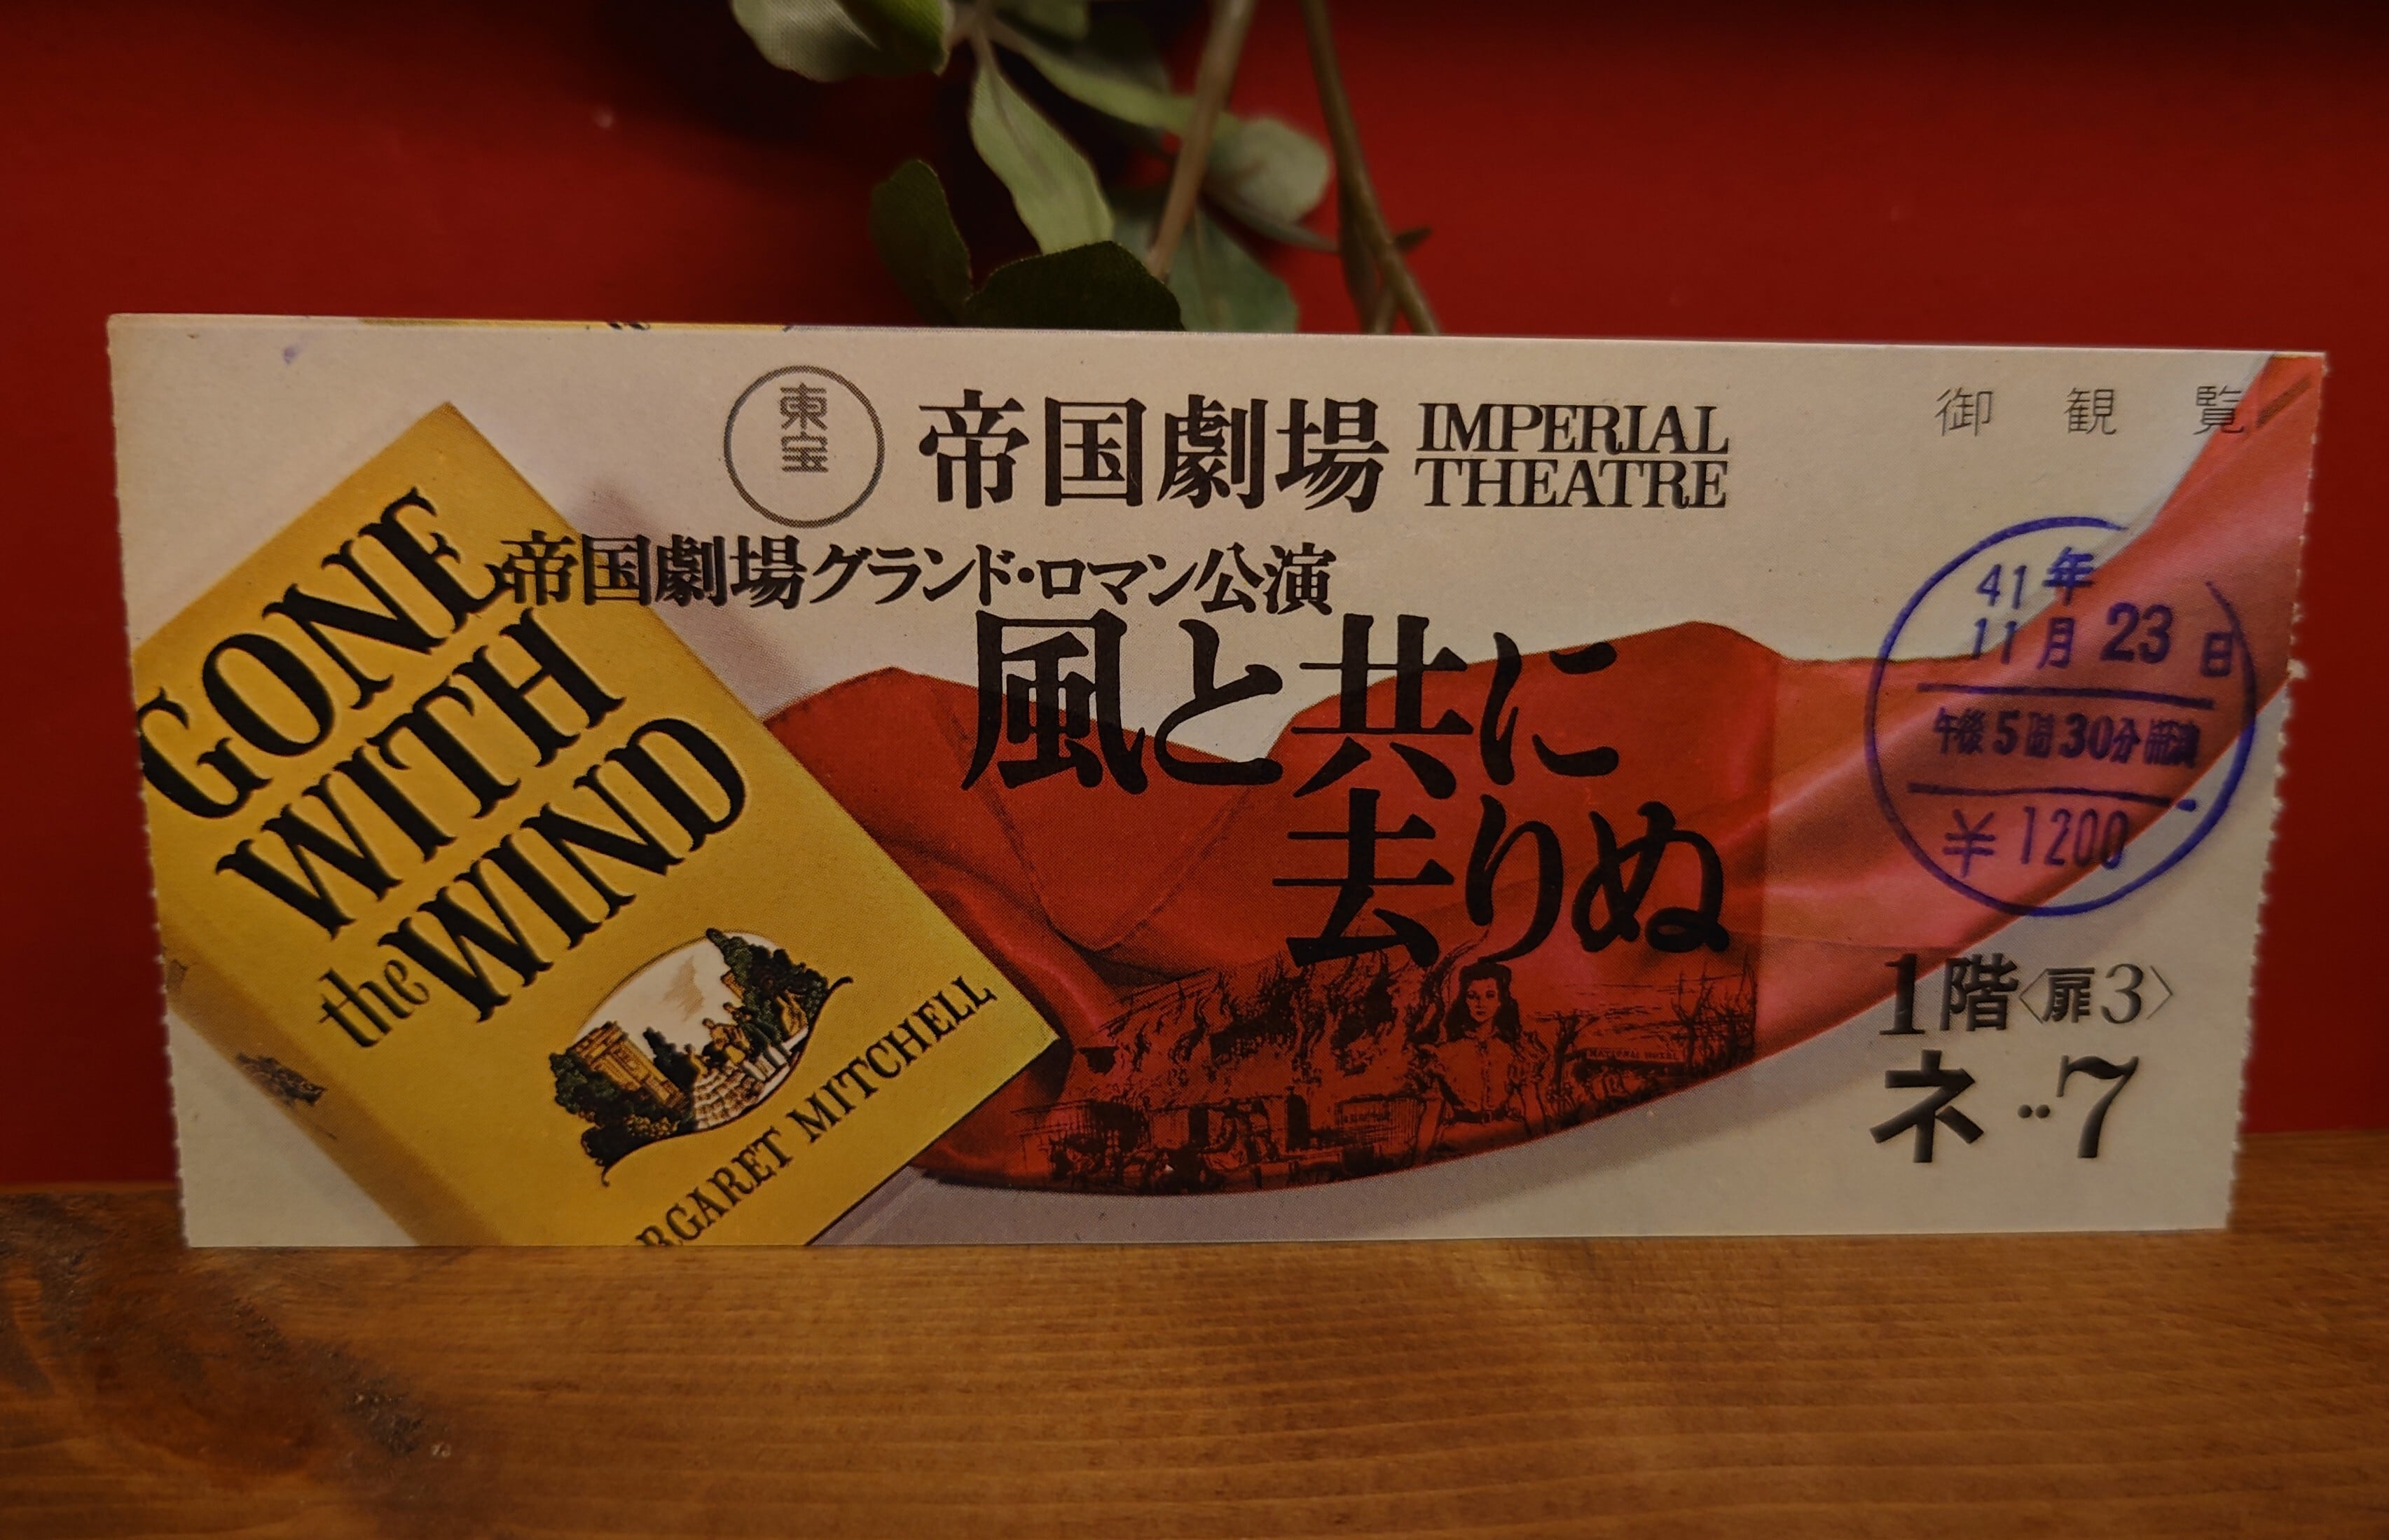 東宝
帝国劇場
IMPERIAL
THEATRE
御観覧
帝国劇場グランド・ロマン公演
風と共に
去りぬ
GONE
WITH
the WIND
RGARET MITCHELL
41年
11月23日
午後5時30分開演
¥1200
1階〈扉3〉
ネ‥7